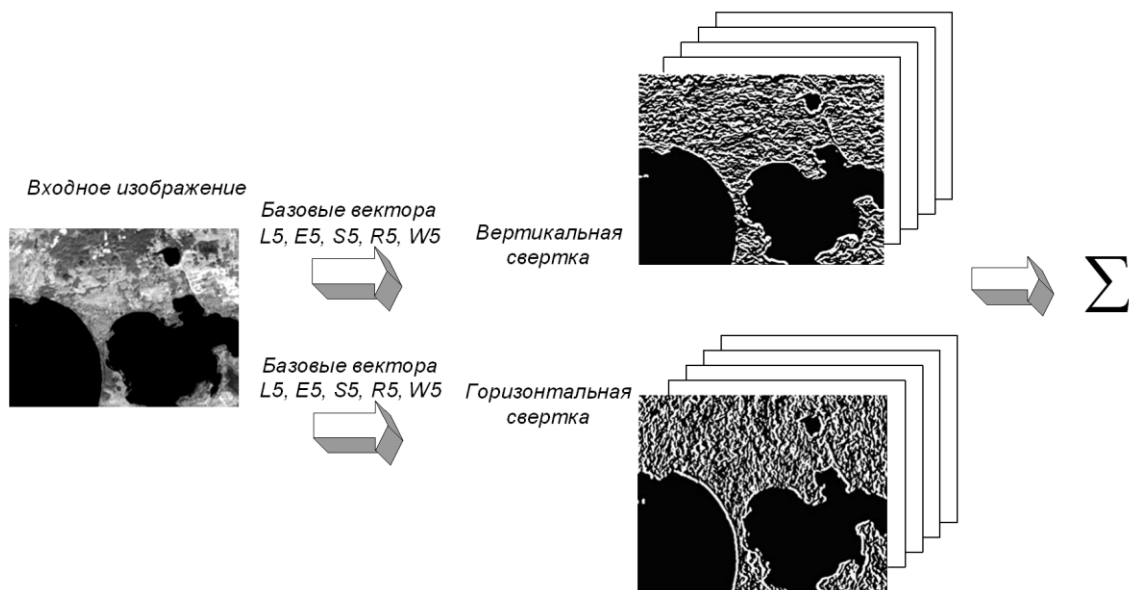 Входное изображение
Базовые вектора
L5, E5, S5, R5, W5
Вертикальная
свертка
∑
Базовые вектора
L5, E5, S5, R5, W5
Горизонтальная
свертка